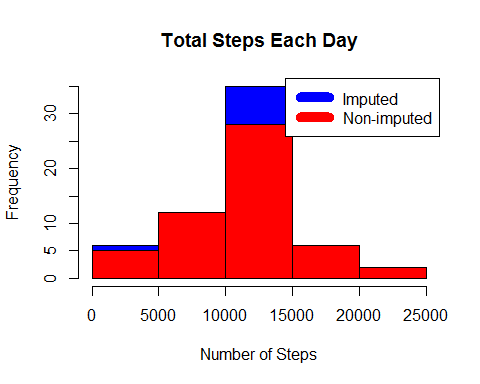 Total Steps Each Day
Imputed
Non-imputed
Frequency
30
10
5
0
0 5000 10000 15000 20000 25000
Number of Steps